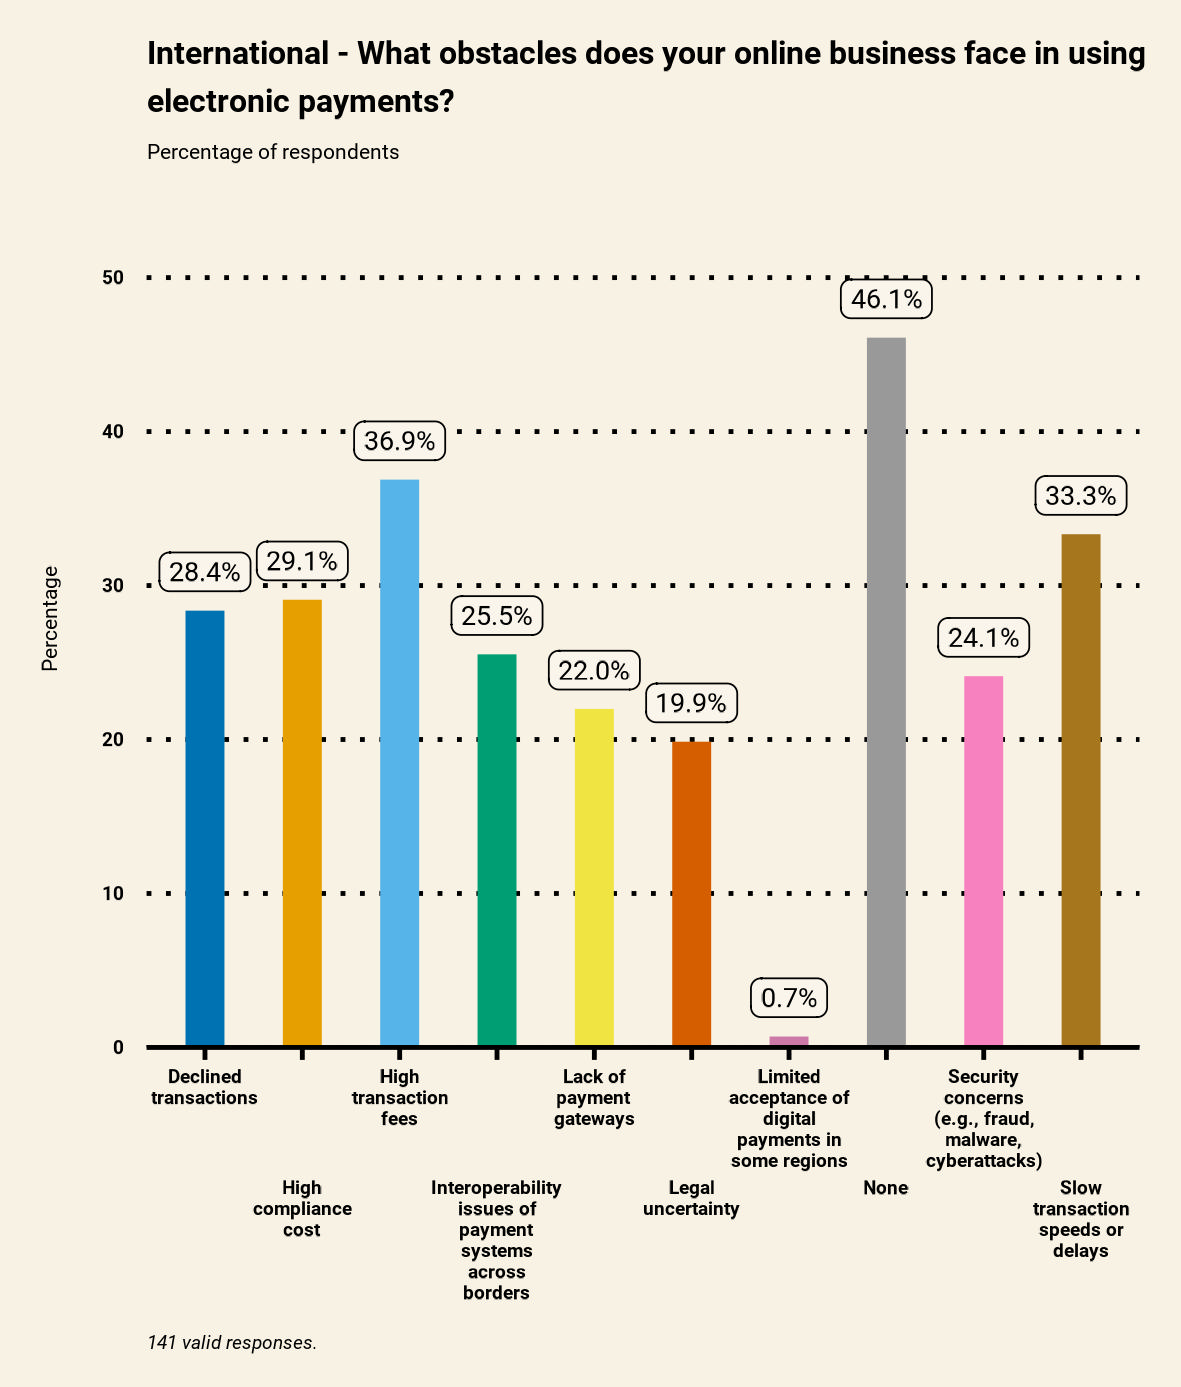 International - What obstacles does your online business face in using
electronic payments?
Percentage of respondents
50
40
30
20
10
0
Percentage
28.4%
29.1%
36.9%
25.5%
22.0%
19.9%
0.7%
46.1%
24.1%
33.3%
Declined
transactions
High
compliance
cost
High
transaction
fees
Interoperability
issues of
payment
systems
across
borders
Lack of
payment
gateways
Legal
uncertainty
Limited
acceptance of
digital
payments in
some regions
None
Security
concerns
(e.g., fraud,
malware,
cyberattacks)
Slow
transaction
speeds or
delays
141 valid responses.